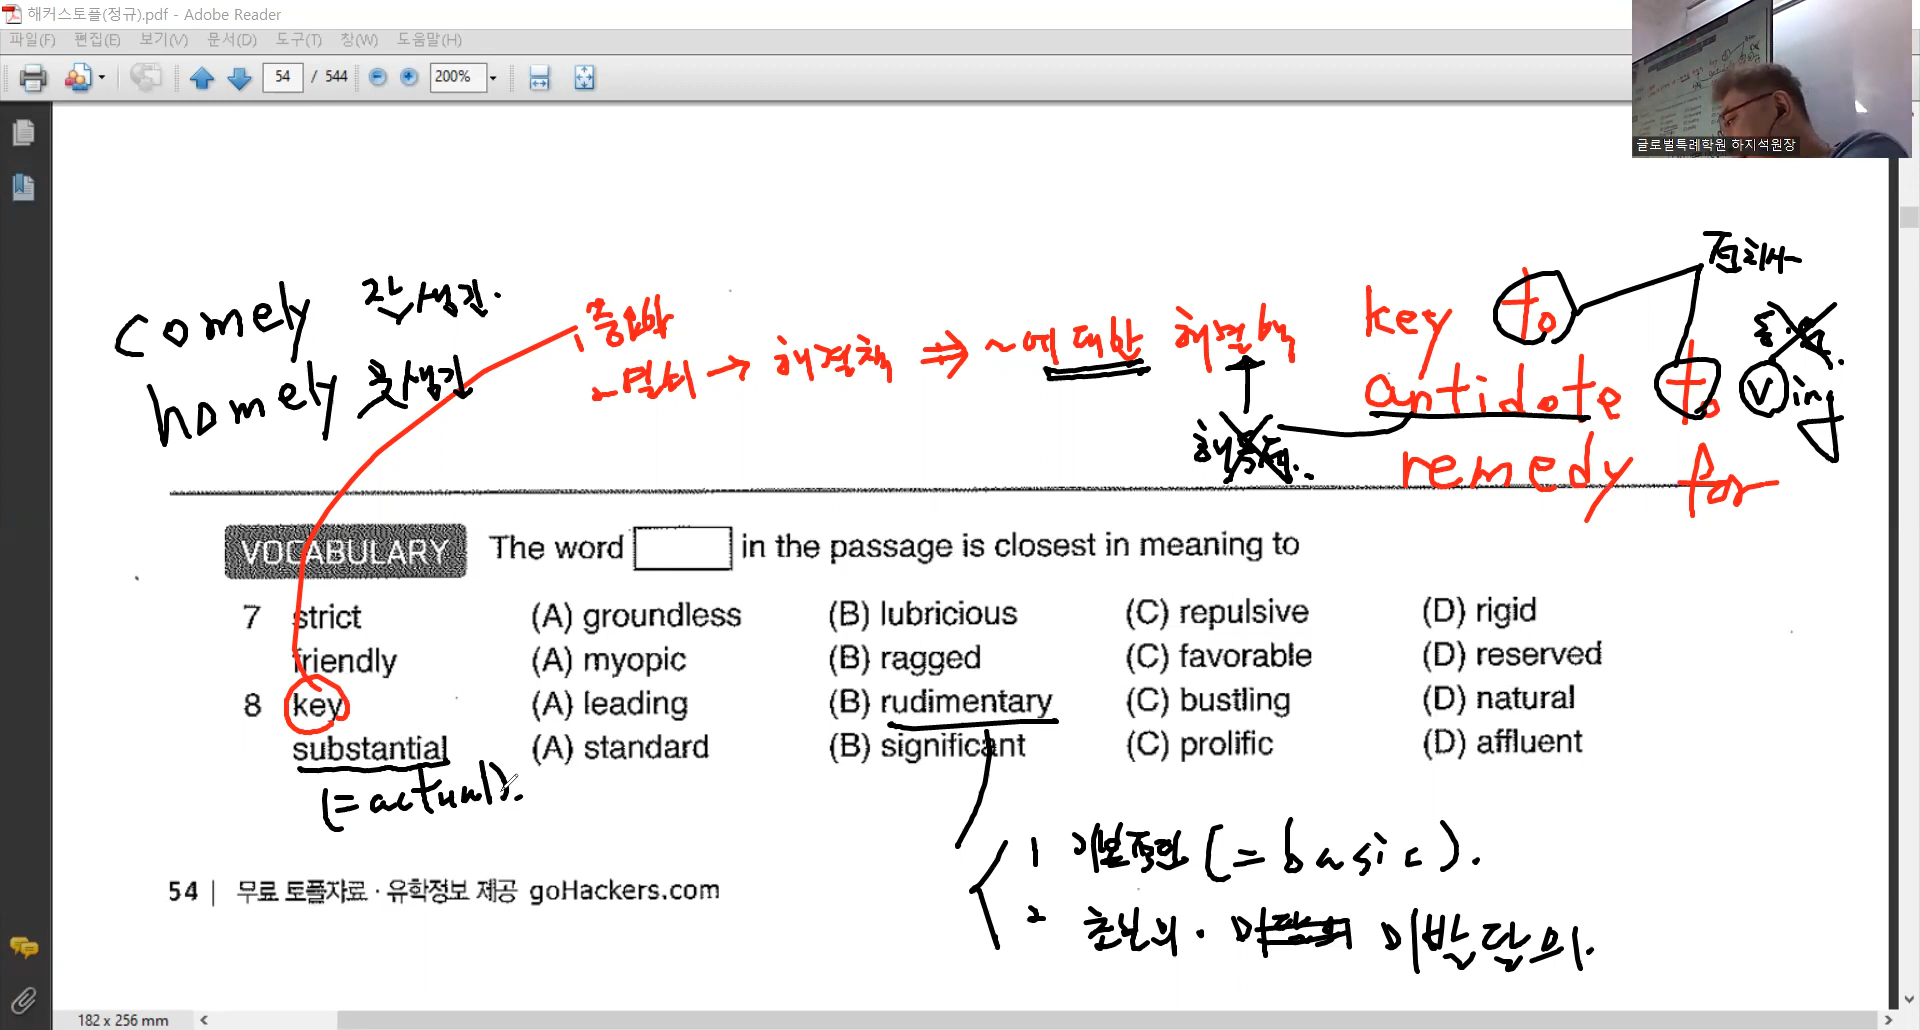 해커스토플(정규).pdf - Adobe Reader
파일(F) 편집(E) 보기(V) 문서(D) 도구(T) 창(W) 도움말(H)
54 / 544 200%
글로벌특례학원 하지석원장
comely 잘생긴.
homely 못생긴
1 중요한
2 열쇠 → 해결책 ⇒ ~에 대한 해결책
key to
전치사
antidote to Ving
remedy for
VOCABULARY The word in the passage is closest in meaning to
7 strict (A) groundless (B) lubricious (C) repulsive (D) rigid
friendly (A) myopic (B) ragged (C) favorable (D) reserved
8 key (A) leading (B) rudimentary (C) bustling (D) natural
substantial (A) standard (B) significant (C) prolific (D) affluent
(= actual).
1 기본적인 (= basic).
2 초보의. 미발달의.
54 | 무료 토플자료 · 유학정보 제공 goHackers.com
182 x 256 mm